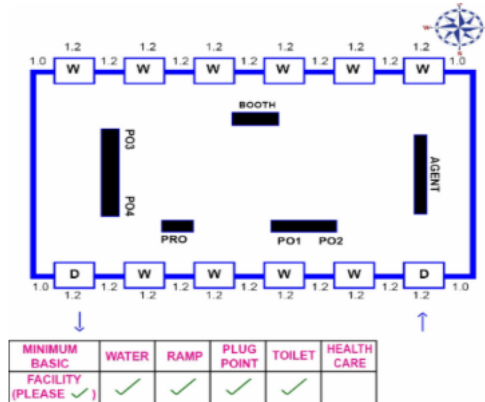 1.2 1.2 1.2 1.2 1.2 1.2
1.0 W 1.2 W 1.2 W 1.2 W 1.2 W 1.2 W 1.0
BOOTH
PO3
PO4
AGENT
PRO
PO1 PO2
1.0 D 1.2 W 1.2 W 1.2 W 1.2 W 1.2 D 1.0
1.2 1.2 1.2 1.2 1.2 1.2
MINIMUM BASIC WATER RAMP PLUG POINT TOILET HEALTH CARE
FACILITY
(PLEASE ✓) ✓ ✓ ✓ ✓